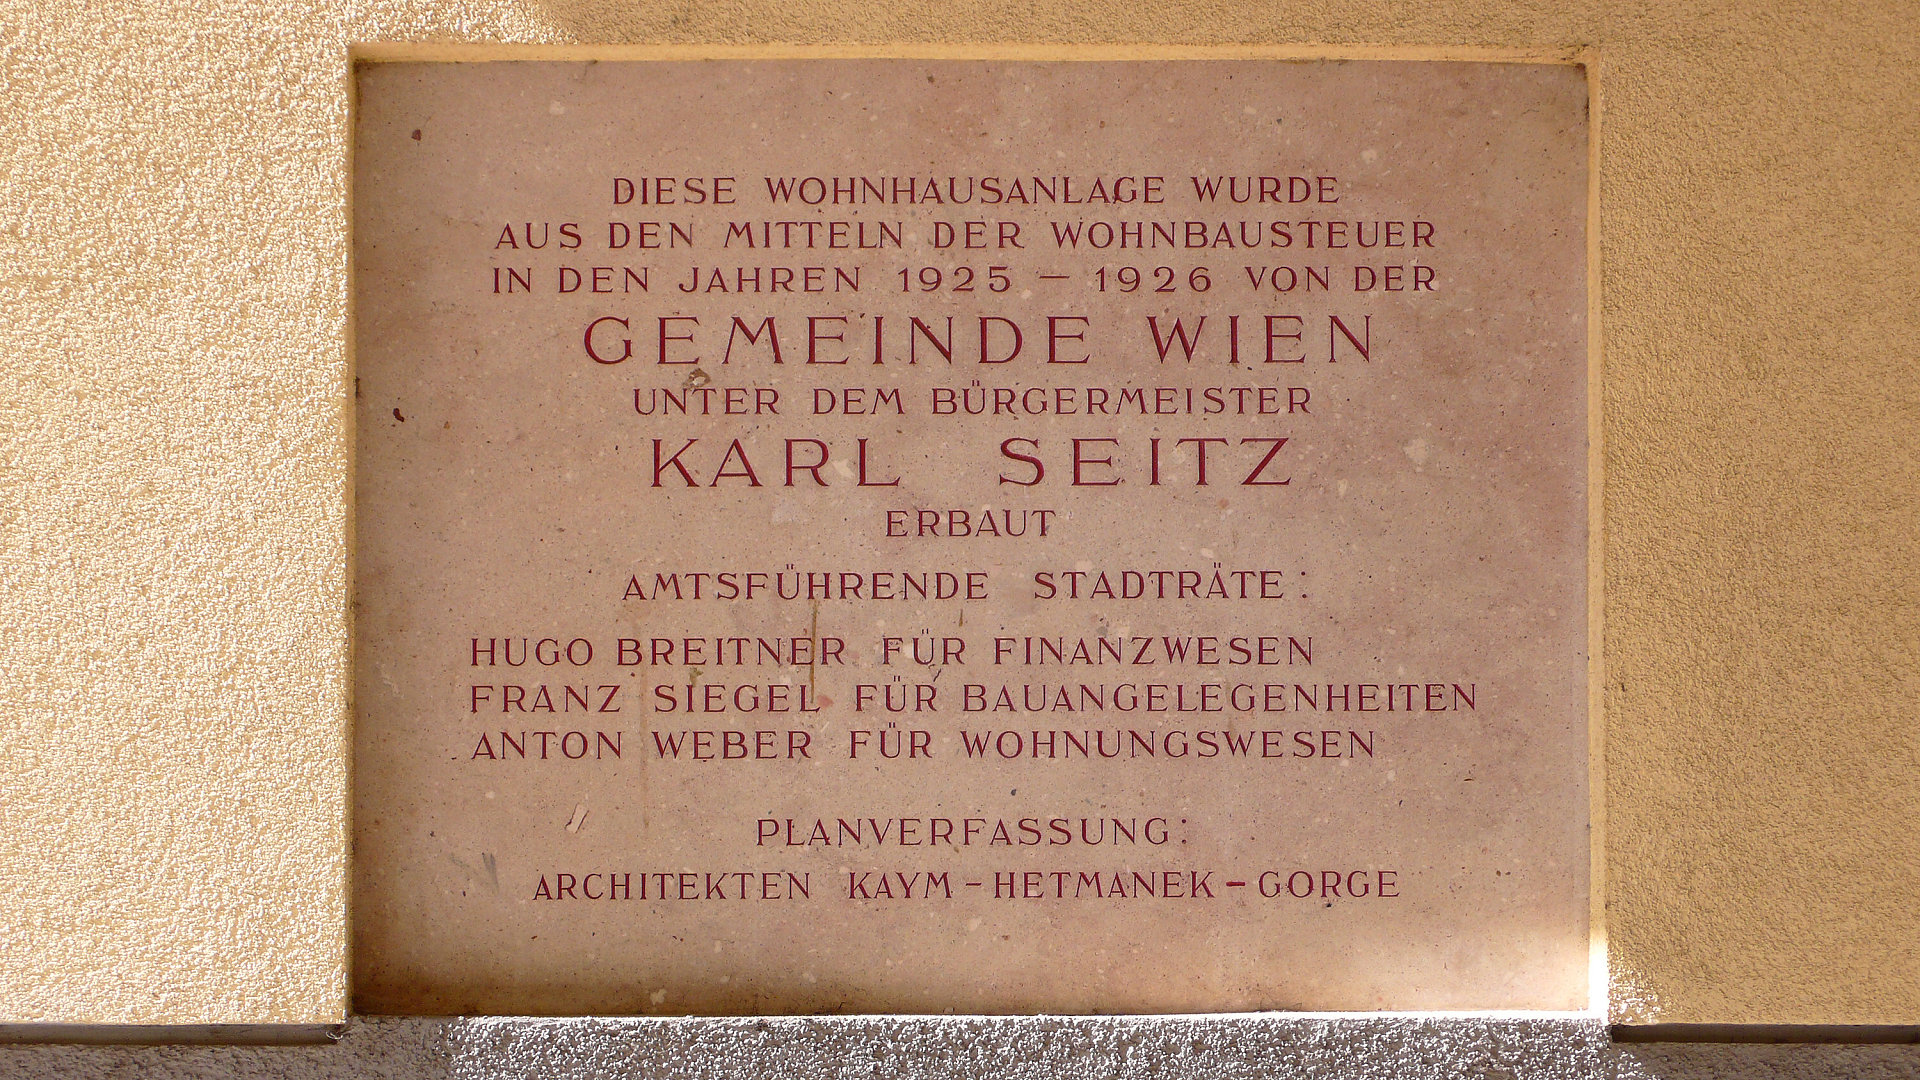 DIESE WOHNHAUSANLAGE WURDE
AUS DEN MITTELN DER WOHNBAUSTEUER
IN DEN JAHREN 1925 – 1926 VON DER
GEMEINDE WIEN
UNTER DEM BÜRGERMEISTER
KARL SEITZ
ERBAUT
AMTSFÜHRENDE STADTRÄTE:
HUGO BREITNER FÜR FINANZWESEN
FRANZ SIEGEL FÜR BAUANGELEGENHEITEN
ANTON WEBER FÜR WOHNUNGSWESEN
PLANVERFASSUNG:
ARCHITEKTEN KAYM – HETMANEK – GORGE